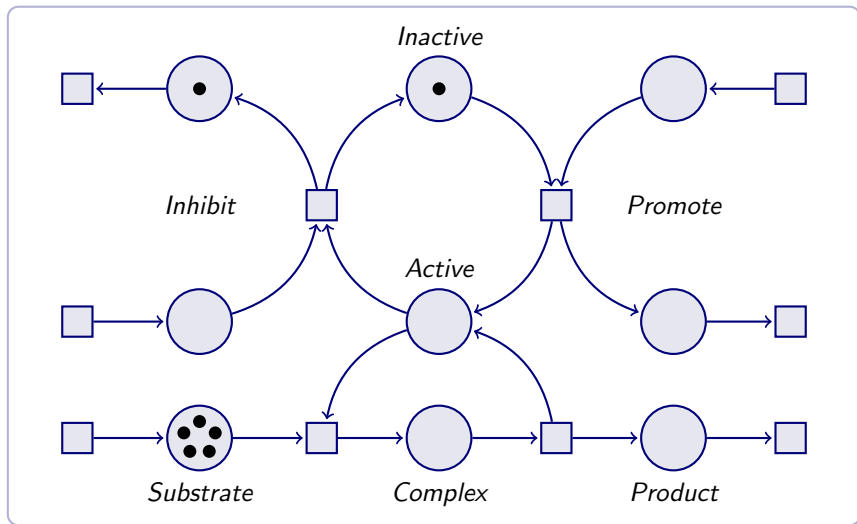 Inactive
Inhibit
Promote
Active
Substrate
Complex
Product